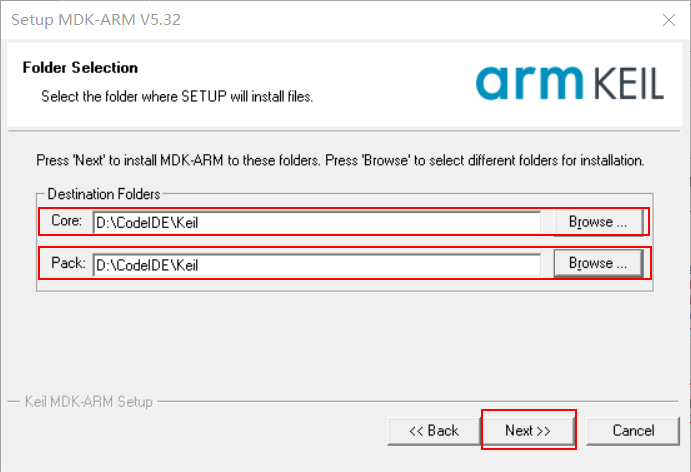 Setup MDK-ARM V5.32
Folder Selection
Select the folder where SETUP will install files.
arm KEIL
Press 'Next' to install MDK-ARM to these folders. Press 'Browse' to select different folders for installation.
Destination Folders
Core: D:\CodeIDE\Keil Browse ...
Pack: D:\CodeIDE\Keil Browse ...
Keil MDK-ARM Setup
<< Back Next >> Cancel